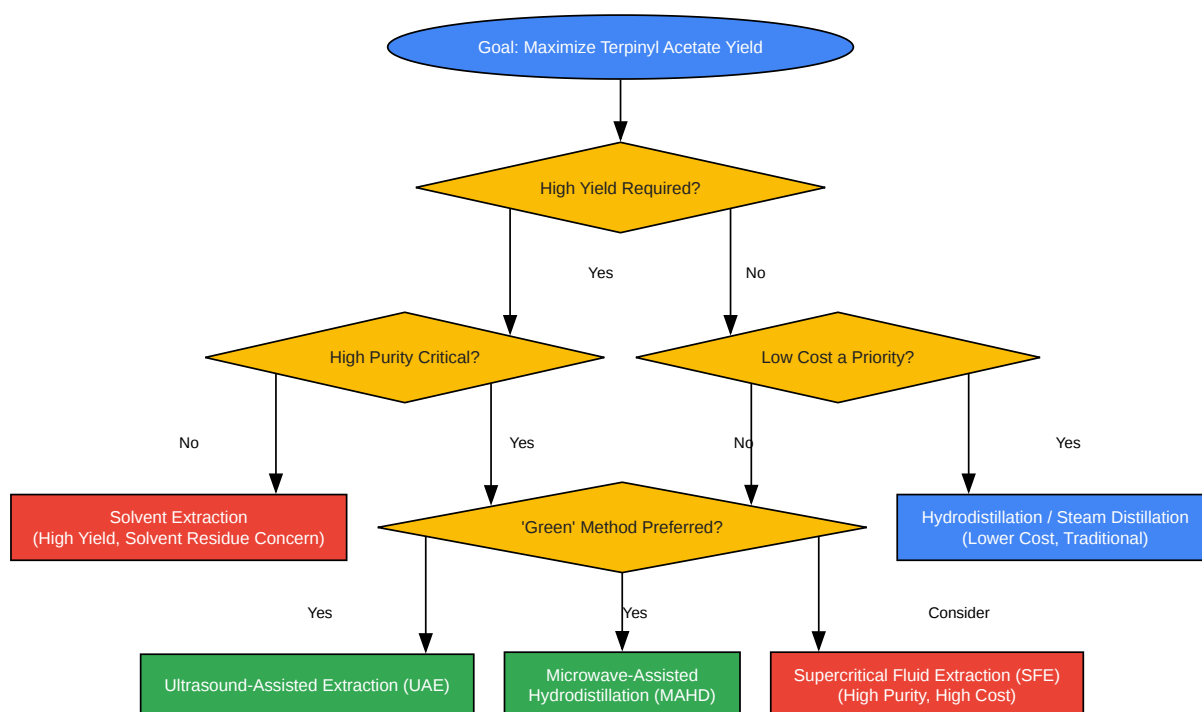 Goal: Maximize Terpinyl Acetate Yield
High Yield Required?
Yes
No
High Purity Critical?
Low Cost a Priority?
No
Yes
No
Yes
Solvent Extraction
(High Yield, Solvent Residue Concern)
'Green' Method Preferred?
Hydrodistillation / Steam Distillation
(Lower Cost, Traditional)
Yes
Yes
Consider
Ultrasound-Assisted Extraction (UAE)
Microwave-Assisted
Hydrodistillation (MAHD)
Supercritical Fluid Extraction (SFE)
(High Purity, High Cost)